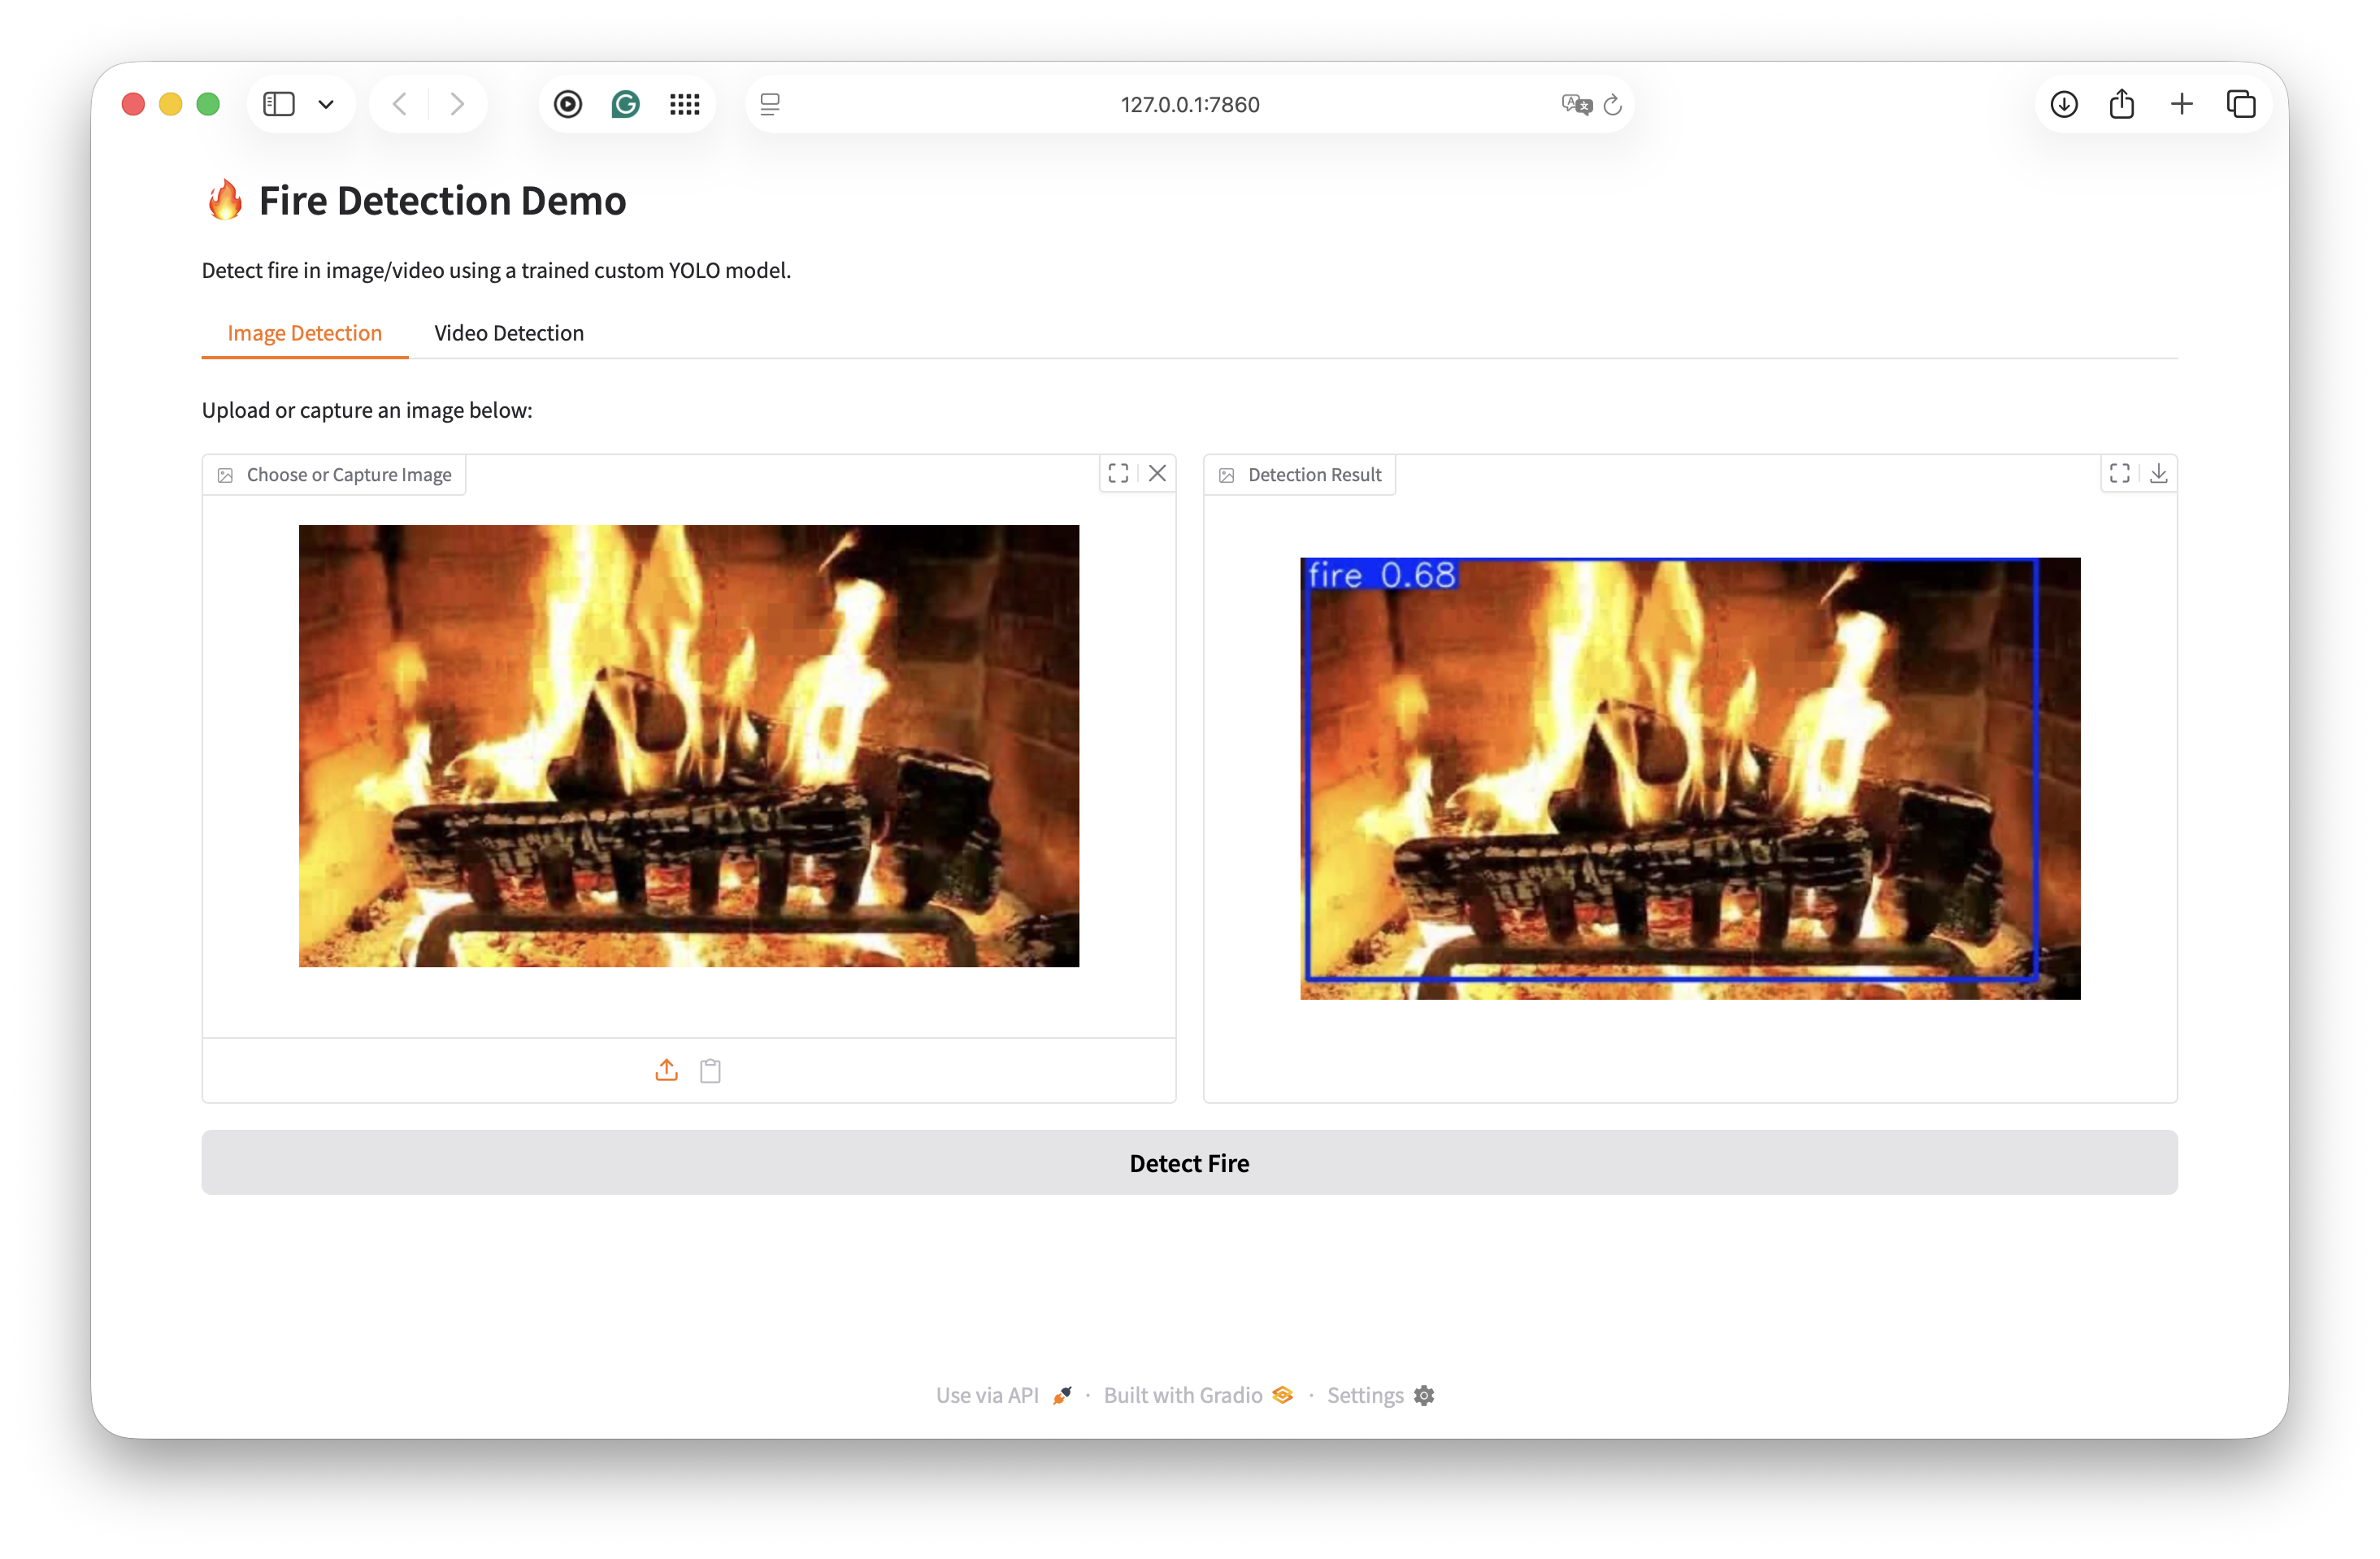 127.0.0.1:7860
🔥 Fire Detection Demo
Detect fire in image/video using a trained custom YOLO model.
Image Detection Video Detection
Upload or capture an image below:
Choose or Capture Image
Detection Result
fire 0.68
Detect Fire
Use via API · Built with Gradio · Settings